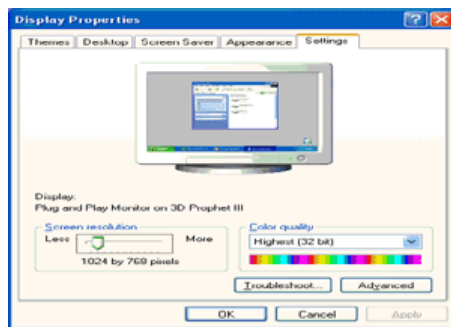 Display Properties
Themes Desktop Screen Saver Appearance Settings
Display:
Plug and Play Monitor on 3D Prophet III
Screen resolution
Less More
1024 by 768 pixels
Color quality
Highest (32 bit)
Troubleshoot... Advanced
OK Cancel Apply